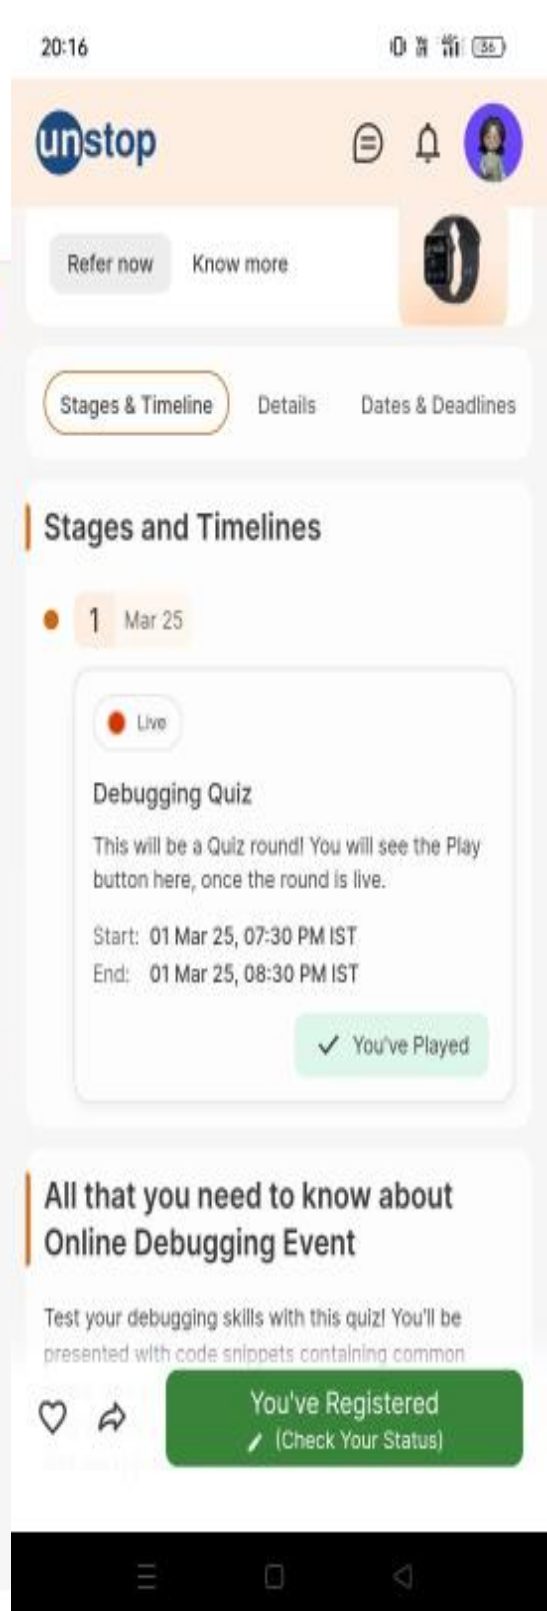 20:16
36
unstop
Refer now Know more
Stages & Timeline Details Dates & Deadlines
Stages and Timelines
1 Mar 25
Live
Debugging Quiz
This will be a Quiz round! You will see the Play
button here, once the round is live.
Start: 01 Mar 25, 07:30 PM IST
End: 01 Mar 25, 08:30 PM IST
You've Played
All that you need to know about
Online Debugging Event
Test your debugging skills with this quiz! You'll be
presented with code snippets containing common
You've Registered
(Check Your Status)